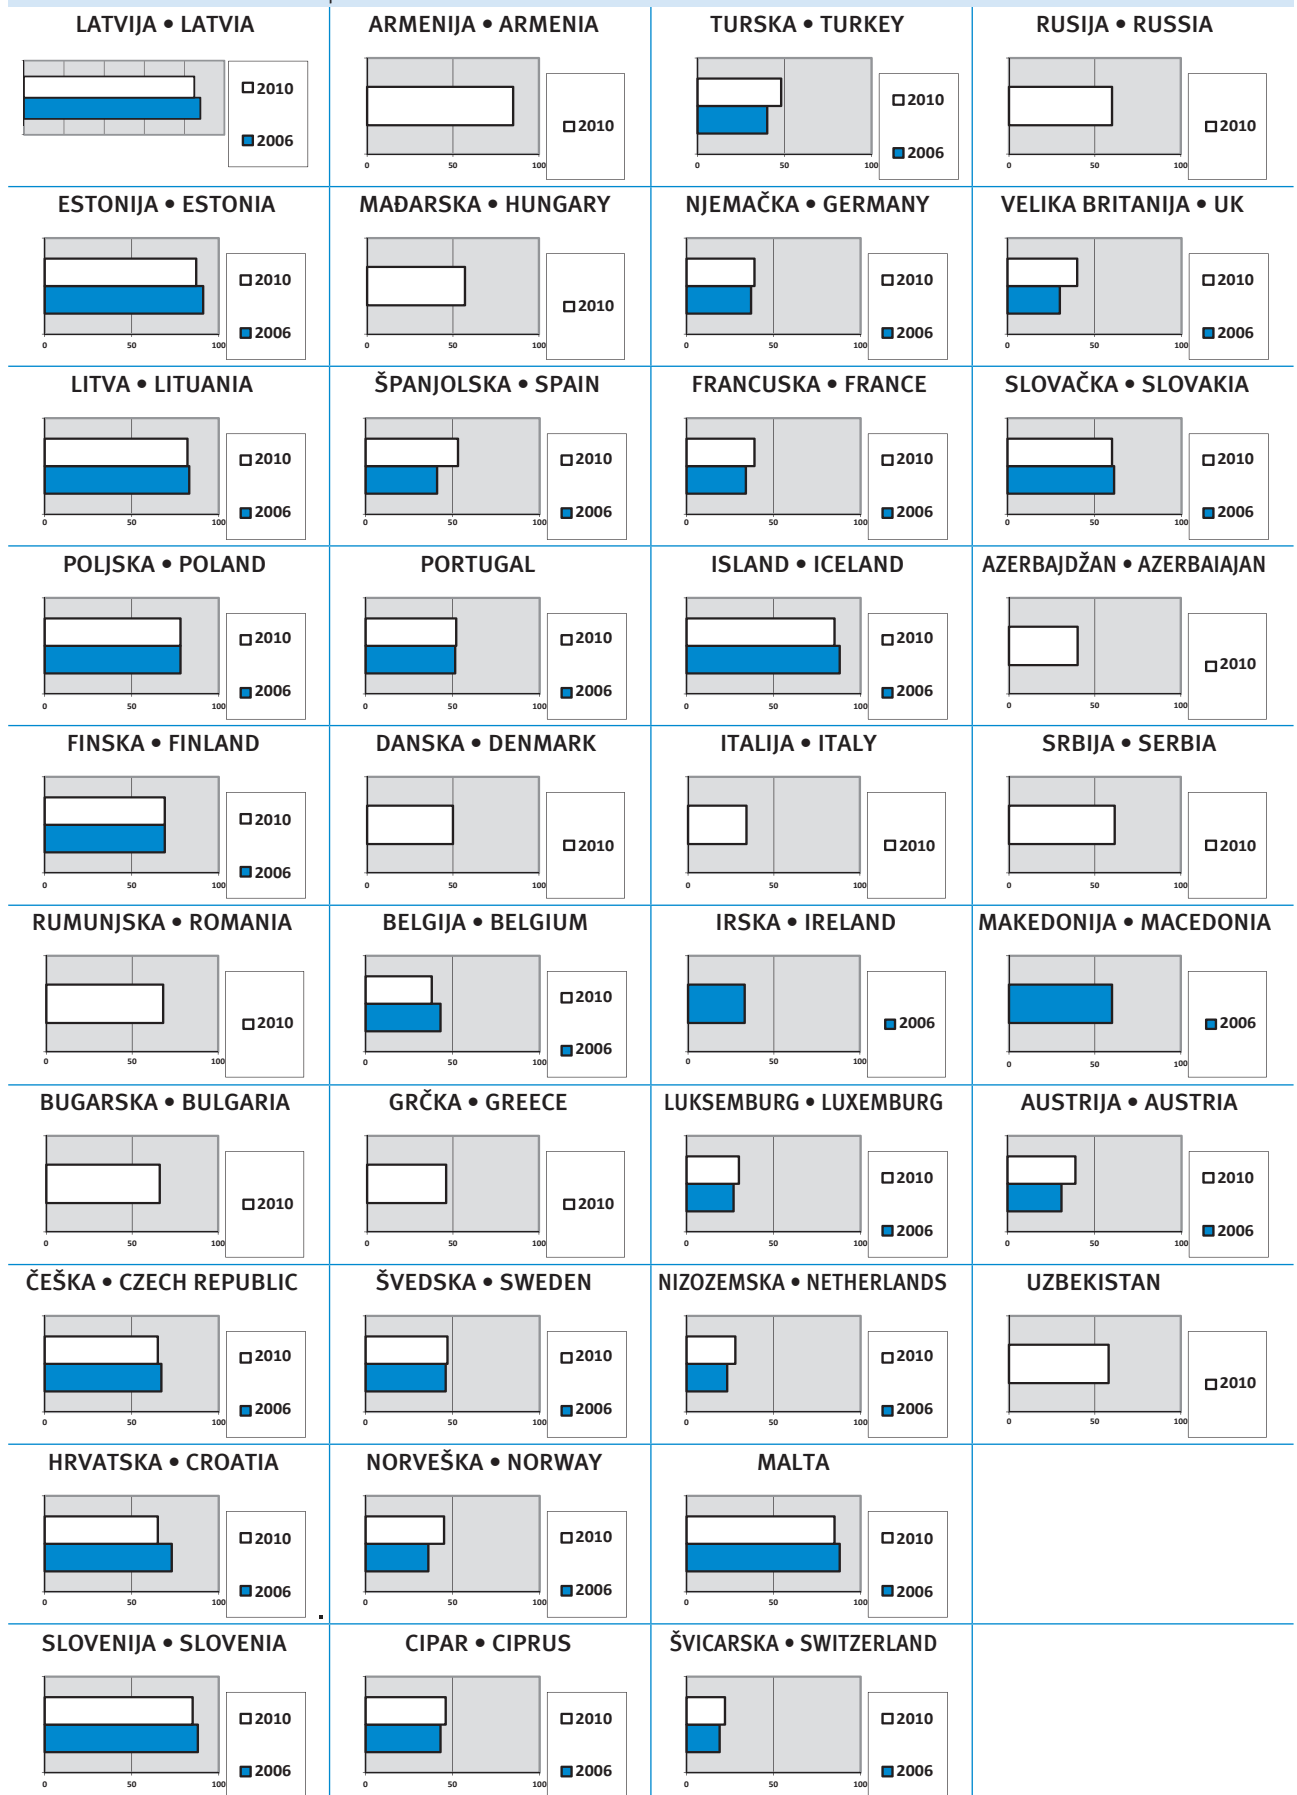 LATVIJA • LATVIA
2010
2006
ARMENIJA • ARMENIA
2010
0 50 100
TURSKA • TURKEY
2010
2006
0 50 100
RUSIJA • RUSSIA
2010
0 50 100
ESTONIJA • ESTONIA
2010
2006
0 50 100
MAĐARSKA • HUNGARY
2010
0 50 100
NJEMAČKA • GERMANY
2010
2006
0 50 100
VELIKA BRITANIJA • UK
2010
2006
0 50 100
LITVA • LITUANIA
2010
2006
0 50 100
ŠPANJOLSKA • SPAIN
2010
2006
0 50 100
FRANCUSKA • FRANCE
2010
2006
0 50 100
SLOVAČKA • SLOVAKIA
2010
2006
0 50 100
POLJSKA • POLAND
2010
2006
0 50 100
PORTUGAL
2010
2006
0 50 100
ISLAND • ICELAND
2010
2006
0 50 100
AZERBAJDŽAN • AZERBAIAJAN
2010
0 50 100
FINSKA • FINLAND
2010
2006
0 50 100
DANSKA • DENMARK
2010
0 50 100
ITALIJA • ITALY
2010
0 50 100
SRBIJA • SERBIA
2010
0 50 100
RUMUNJSKA • ROMANIA
2010
0 50 100
BELGIJA • BELGIUM
2010
2006
0 50 100
IRSKA • IRELAND
2006
0 50 100
MAKEDONIJA • MACEDONIA
2006
0 50 100
BUGARSKA • BULGARIA
2010
0 50 100
GRČKA • GREECE
2010
0 50 100
LUKSEMBURG • LUXEMBURG
2010
2006
0 50 100
AUSTRIJA • AUSTRIA
2010
2006
0 50 100
ČEŠKA • CZECH REPUBLIC
2010
2006
0 50 100
ŠVEDSKA • SWEDEN
2010
2006
0 50 100
NIZOZEMSKA • NETHERLANDS
2010
2006
0 50 100
UZBEKISTAN
2010
0 50 100
HRVATSKA • CROATIA
2010
2006
0 50 100
NORVEŠKA • NORWAY
2010
2006
0 50 100
MALTA
2010
2006
0 50 100
SLOVENIJA • SLOVENIA
2010
2006
0 50 100
CIPAR • CIPRUS
2010
2006
0 50 100
ŠVICARSKA • SWITZERLAND
2010
2006
0 50 100